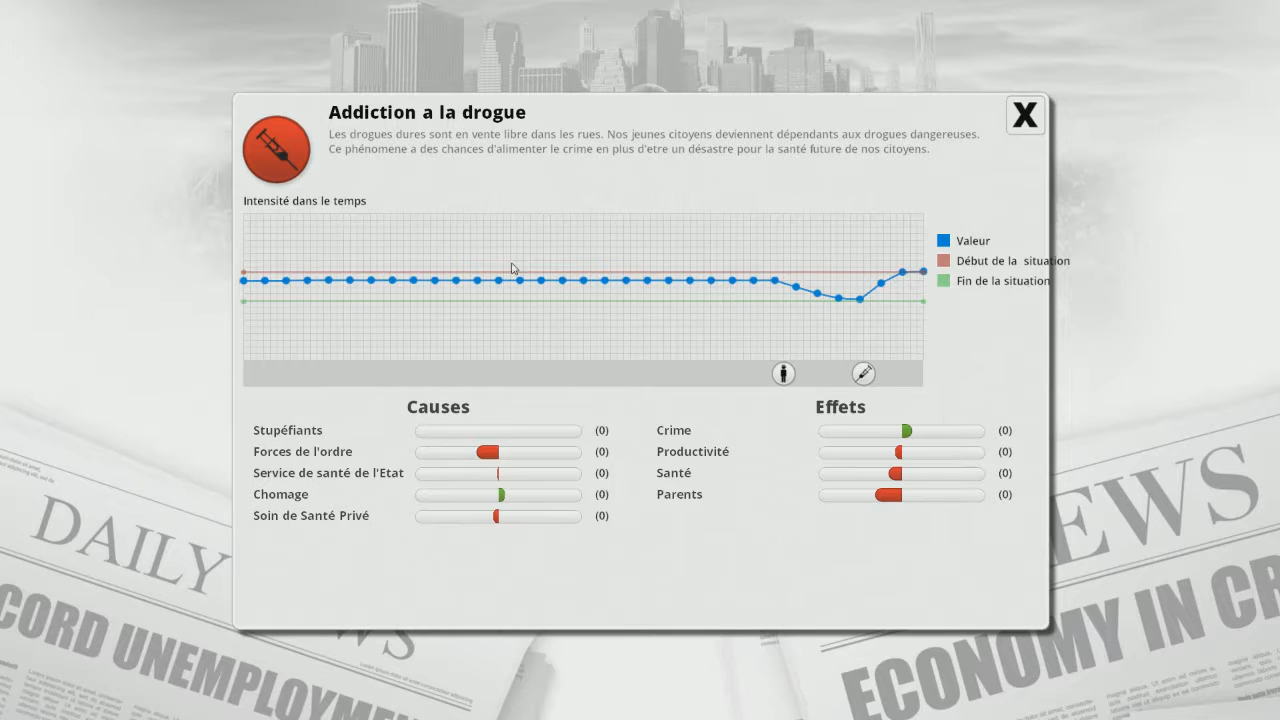 Addiction a la drogue
X
Les drogues dures sont en vente libre dans les rues. Nos jeunes citoyens deviennent dépendants aux drogues dangereuses.
Ce phénomene a des chances d'alimenter le crime en plus d'etre un désastre pour la santé future de nos citoyens.
Intensité dans le temps
Valeur
Début de la situation
Fin de la situation
Causes
Stupéfiants (0)
Forces de l'ordre (0)
Service de santé de l'Etat (0)
Chomage (0)
Soin de Santé Privé (0)
Effets
Crime (0)
Productivité (0)
Santé (0)
Parents (0)
DAILY
NEWS
CORD UNEMPLOYME
ECONOMY IN CR